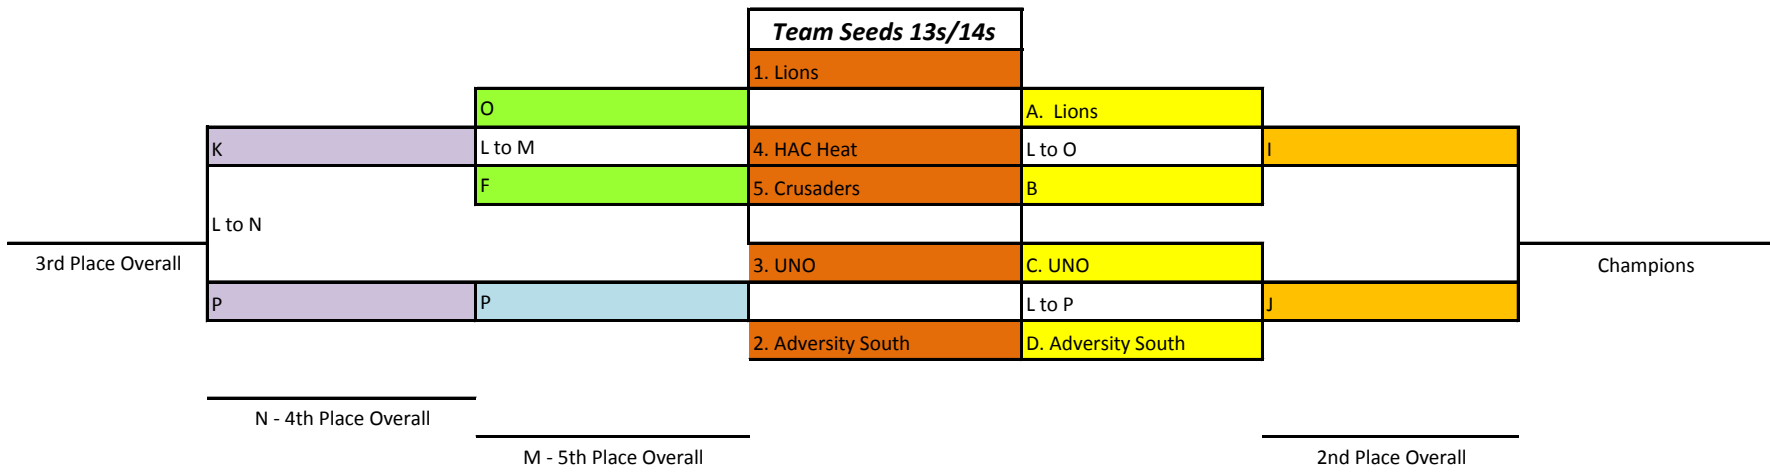 Team Seeds 13s/14s
1. Lions
O
A.  Lions
K
L to M
4. HAC Heat
L to O
I
F
5. Crusaders
B
L to N
3rd Place Overall
3. UNO
C. UNO
Champions
P
P
L to P
J
2. Adversity South
D. Adversity South
N - 4th Place Overall
M - 5th Place Overall
2nd Place Overall